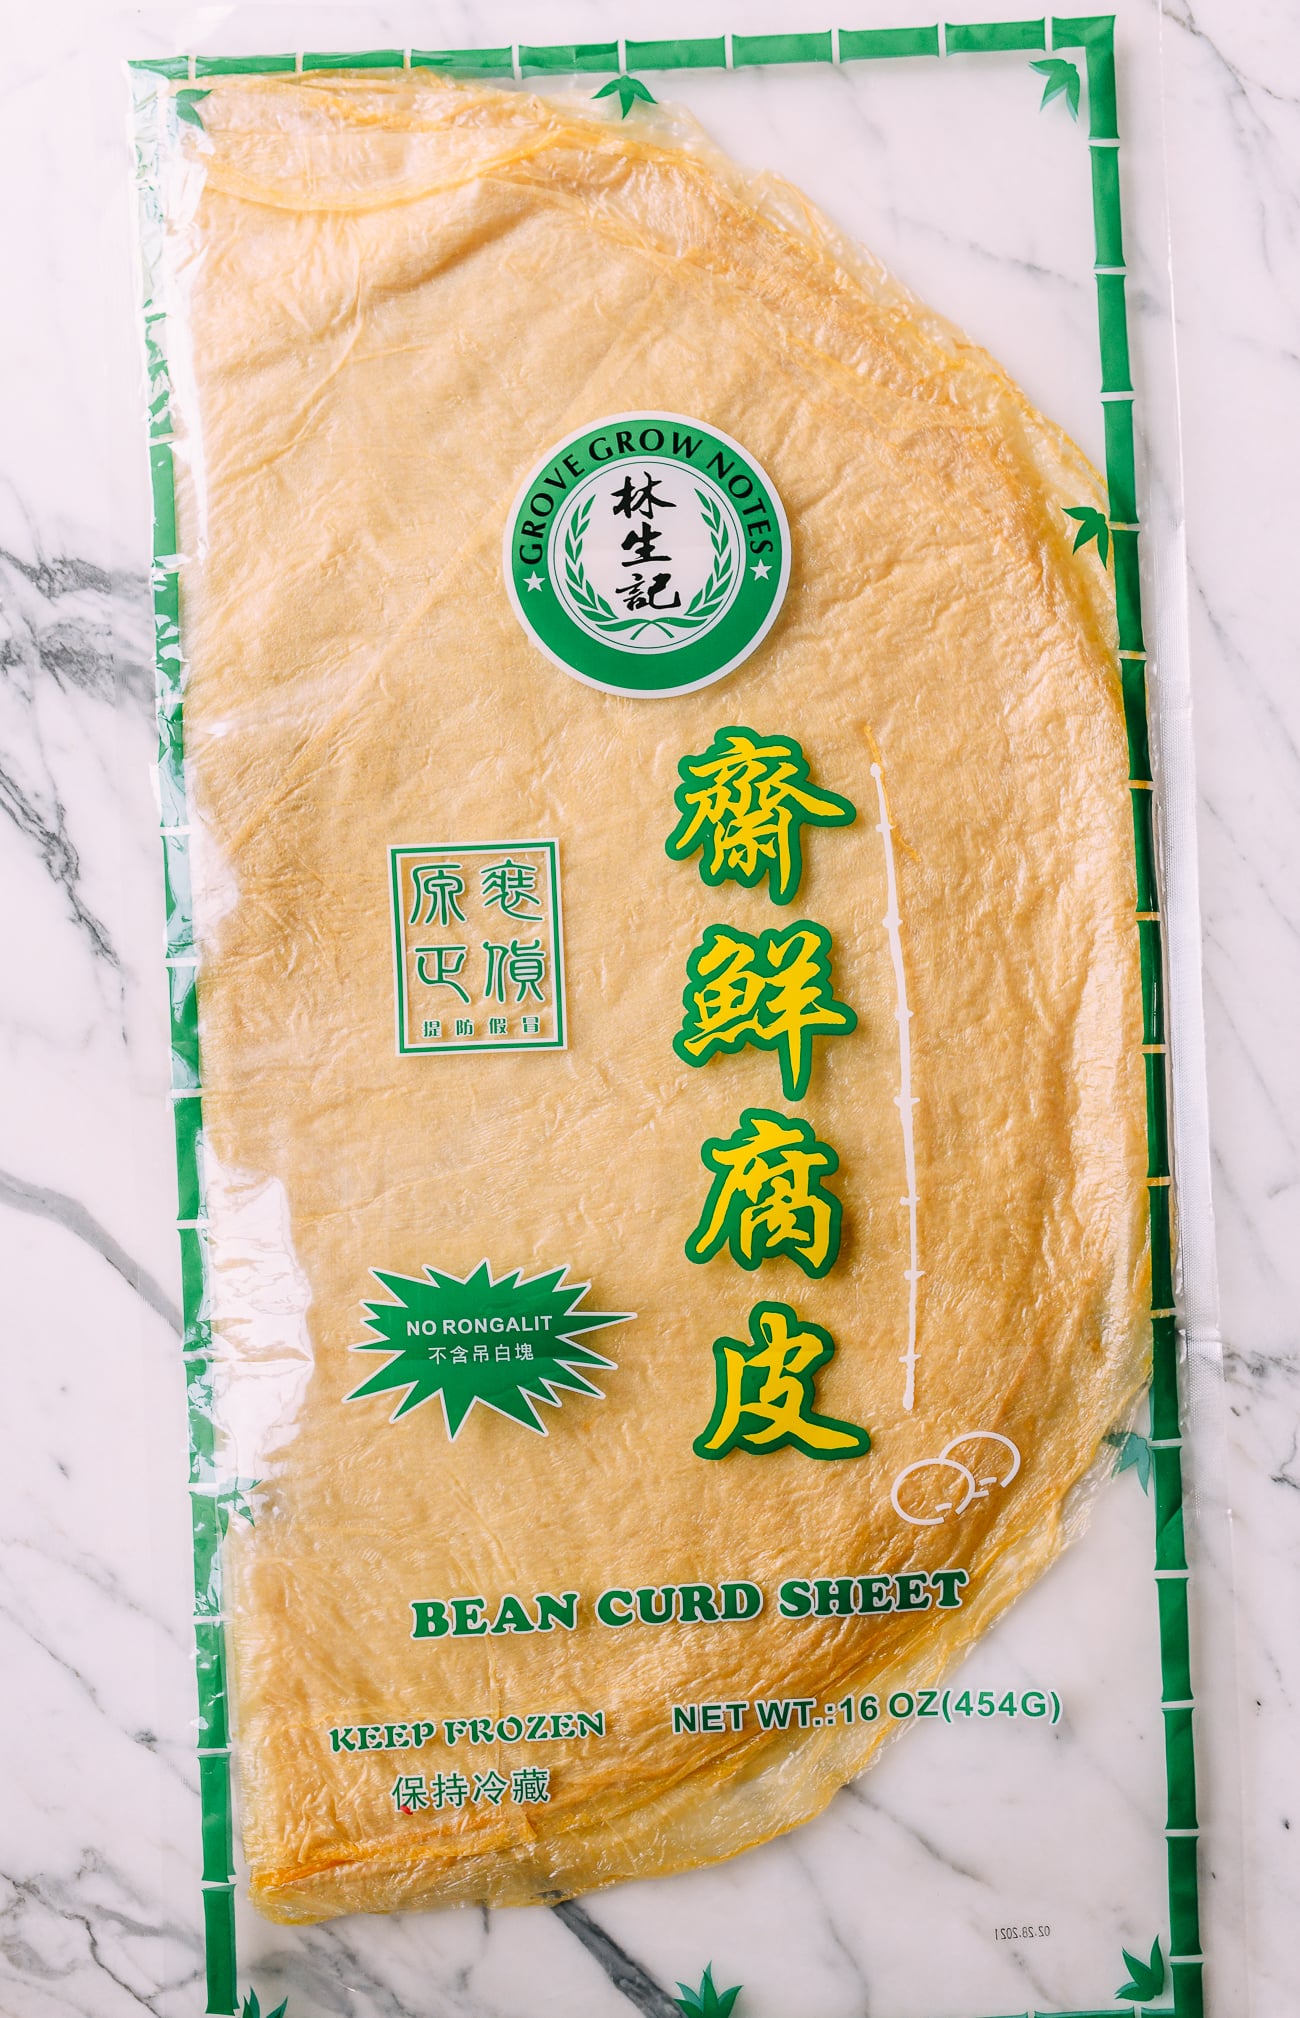 GROVE GROW NOTES
林生記
齋鮮腐皮
原正
提防假冒
NO RONGALIT
不含吊白塊
BEAN CURD SHEET
KEEP FROZEN
NET WT.:16 OZ(454G)
保持冷藏
02.28.2021